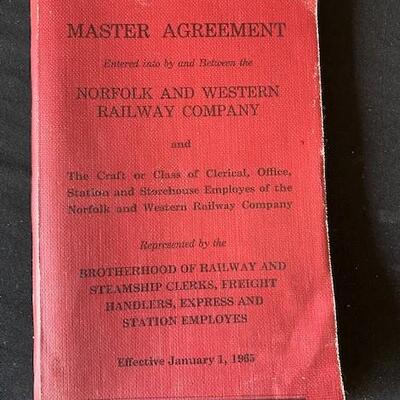 MASTER AGREEMENT
Entered into by and Between the
NORFOLK AND WESTERN
RAILWAY COMPANY
and
The Craft or Class of Clerical, Office,
Station and Storehouse Employes of the
Norfolk and Western Railway Company
Represented by the
BROTHERHOOD OF RAILWAY AND
STEAMSHIP CLERKS, FREIGHT
HANDLERS, EXPRESS AND
STATION EMPLOYES
Effective January 1, 1965